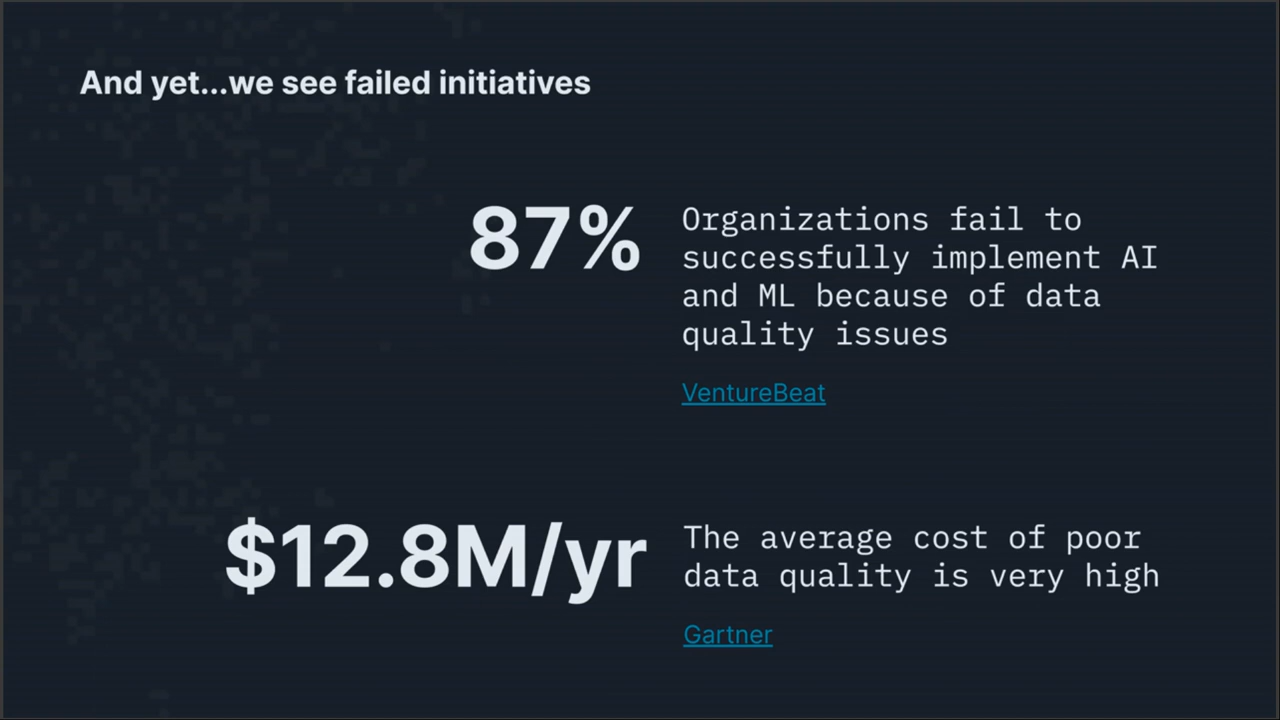 And yet...we see failed initiatives
87%
Organizations fail to
successfully implement AI
and ML because of data
quality issues
VentureBeat
$12.8M/yr
The average cost of poor
data quality is very high
Gartner